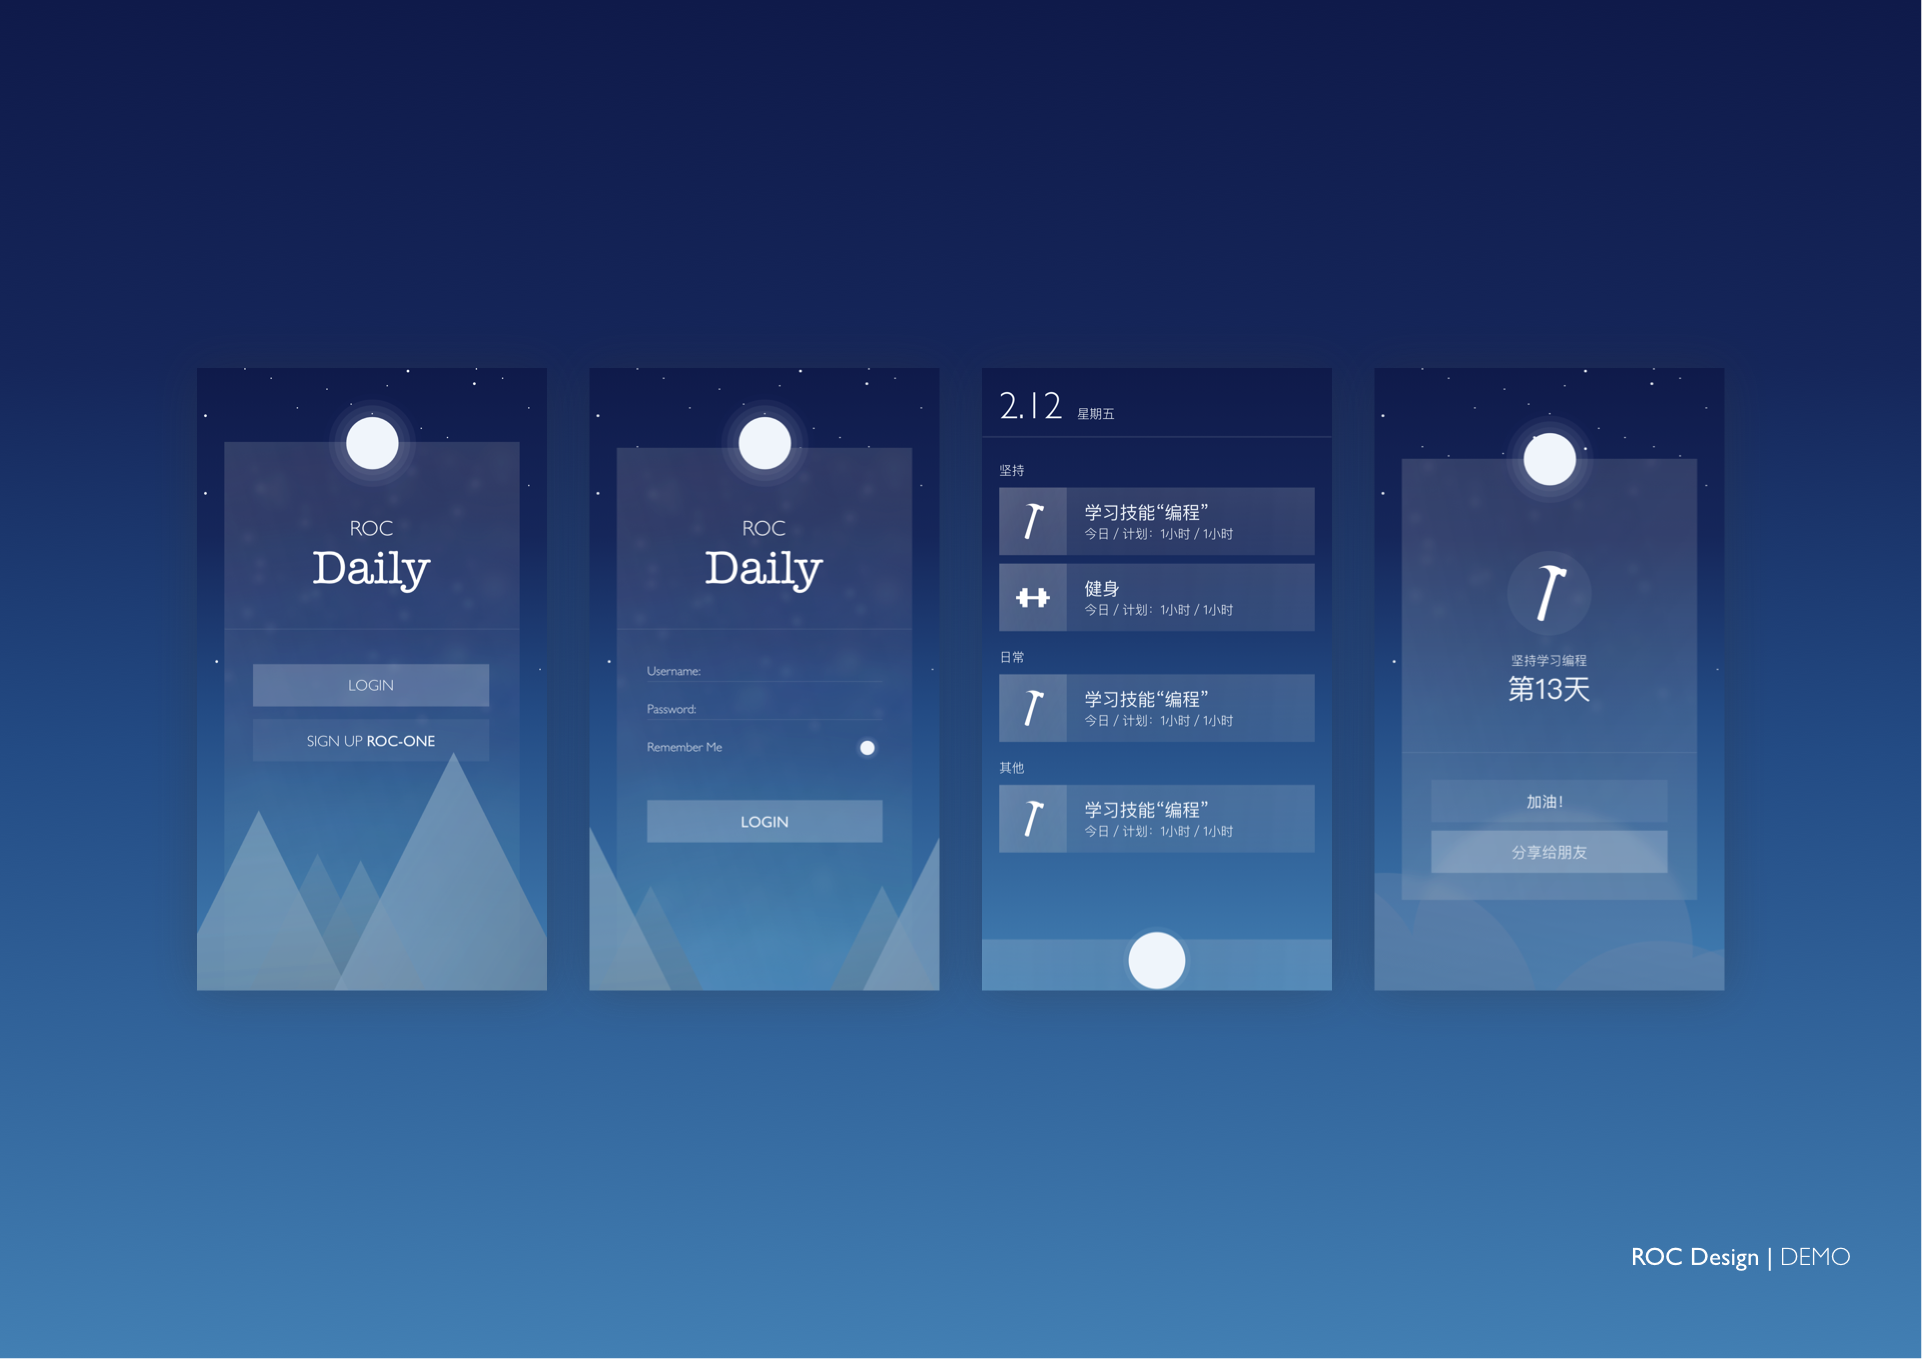 ROC
Daily
LOGIN
SIGN UP ROC-ONE
ROC
Daily
Username:
Password:
Remember Me
LOGIN
2.12 星期五
坚持
学习技能“编程”
今日 / 计划：1小时 / 1小时
健身
今日 / 计划：1小时 / 1小时
日常
学习技能“编程”
今日 / 计划：1小时 / 1小时
其他
学习技能“编程”
今日 / 计划：1小时 / 1小时
坚持学习编程
第13天
加油！
分享给朋友
ROC Design | DEMO